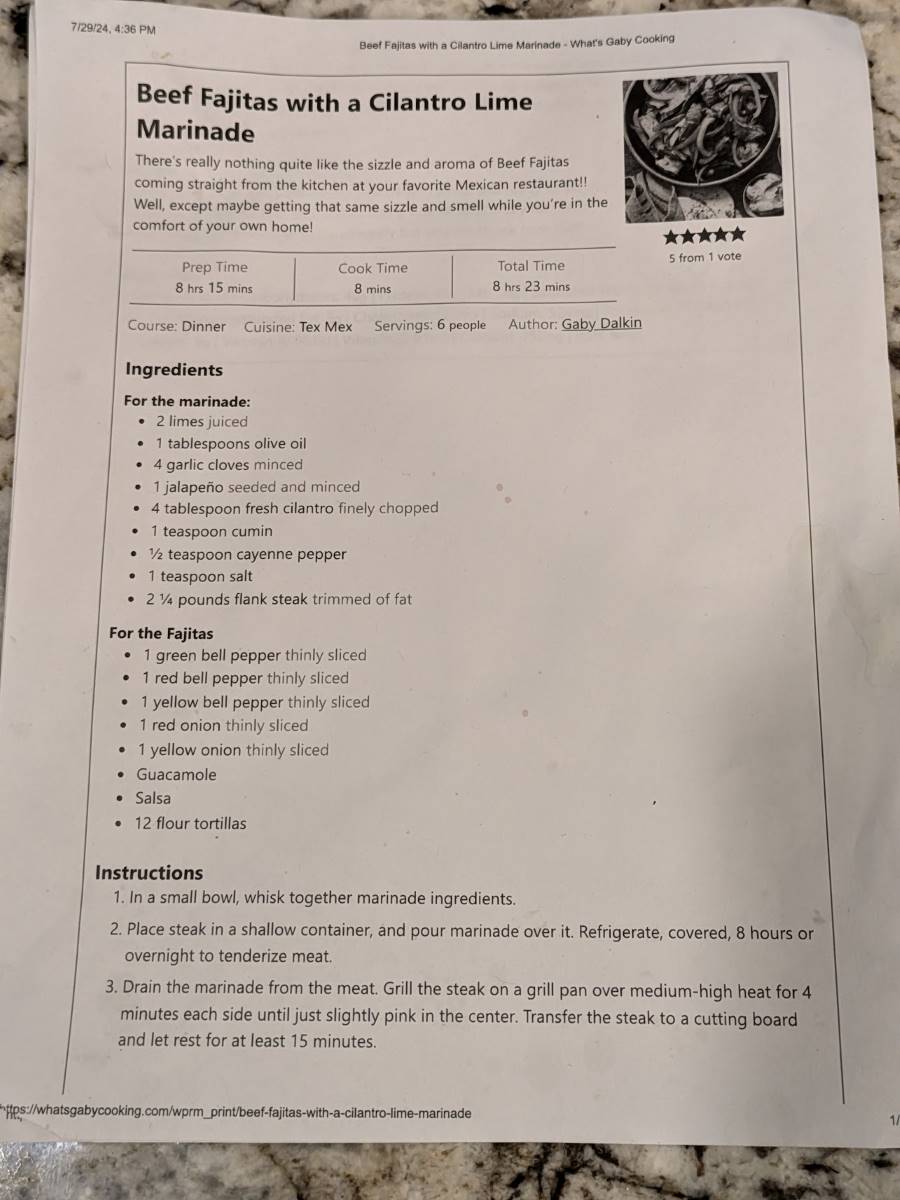 7/29/24, 4:36 PM
Beef Fajitas with a Cilantro Lime Marinade - What's Gaby Cooking
Beef Fajitas with a Cilantro Lime
Marinade
There's really nothing quite like the sizzle and aroma of Beef Fajitas
coming straight from the kitchen at your favorite Mexican restaurant!!
Well, except maybe getting that same sizzle and smell while you're in the
comfort of your own home!
5 from 1 vote
Prep Time Cook Time Total Time
8 hrs 15 mins 8 mins 8 hrs 23 mins
Course: Dinner Cuisine: Tex Mex Servings: 6 people Author: Gaby Dalkin
Ingredients
For the marinade:
• 2 limes juiced
• 1 tablespoons olive oil
• 4 garlic cloves minced
• 1 jalapeño seeded and minced
• 4 tablespoon fresh cilantro finely chopped
• 1 teaspoon cumin
• ½ teaspoon cayenne pepper
• 1 teaspoon salt
• 2 ¼ pounds flank steak trimmed of fat
For the Fajitas
• 1 green bell pepper thinly sliced
• 1 red bell pepper thinly sliced
• 1 yellow bell pepper thinly sliced
• 1 red onion thinly sliced
• 1 yellow onion thinly sliced
• Guacamole
• Salsa
• 12 flour tortillas
Instructions
1. In a small bowl, whisk together marinade ingredients.
2. Place steak in a shallow container, and pour marinade over it. Refrigerate, covered, 8 hours or
overnight to tenderize meat.
3. Drain the marinade from the meat. Grill the steak on a grill pan over medium-high heat for 4
minutes each side until just slightly pink in the center. Transfer the steak to a cutting board
and let rest for at least 15 minutes.
ttps://whatsgabycooking.com/wprm_print/beef-fajitas-with-a-cilantro-lime-marinade
1/